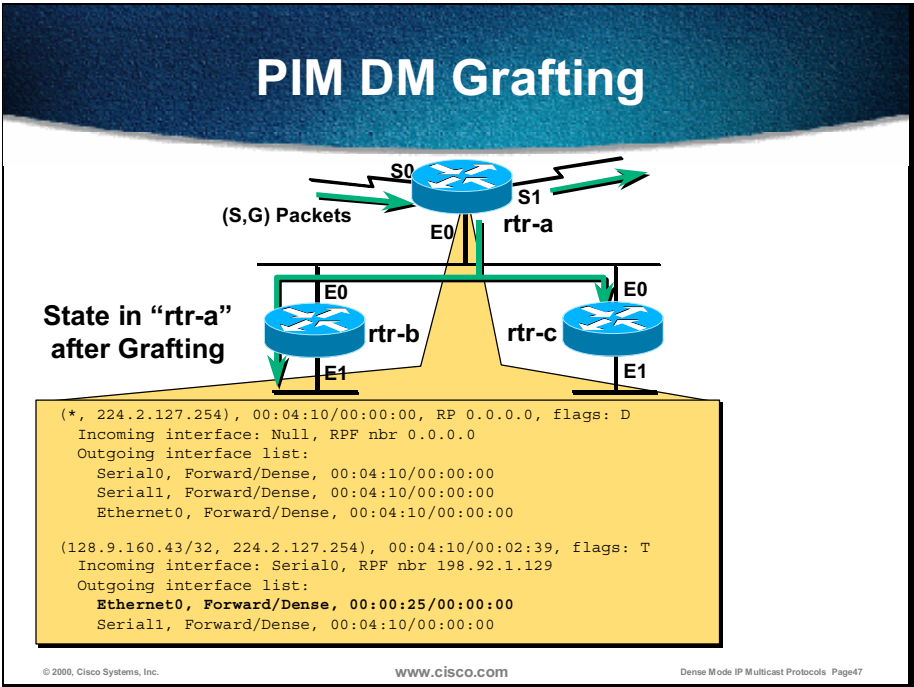 PIM DM Grafting
S0
S1
(S,G) Packets
E0
rtr-a
E0
E0
State in “rtr-a”
after Grafting
rtr-b
rtr-c
E1
E1
(*, 224.2.127.254), 00:04:10/00:00:00, RP 0.0.0.0, flags: D
Incoming interface: Null, RPF nbr 0.0.0.0
Outgoing interface list:
Serial0, Forward/Dense, 00:04:10/00:00:00
Serial1, Forward/Dense, 00:04:10/00:00:00
Ethernet0, Forward/Dense, 00:04:10/00:00:00
(128.9.160.43/32, 224.2.127.254), 00:04:10/00:02:39, flags: T
Incoming interface: Serial0, RPF nbr 198.92.1.129
Outgoing interface list:
Ethernet0, Forward/Dense, 00:00:25/00:00:00
Serial1, Forward/Dense, 00:04:10/00:00:00
© 2000, Cisco Systems, Inc.
www.cisco.com
Dense Mode IP Multicast Protocols Page47